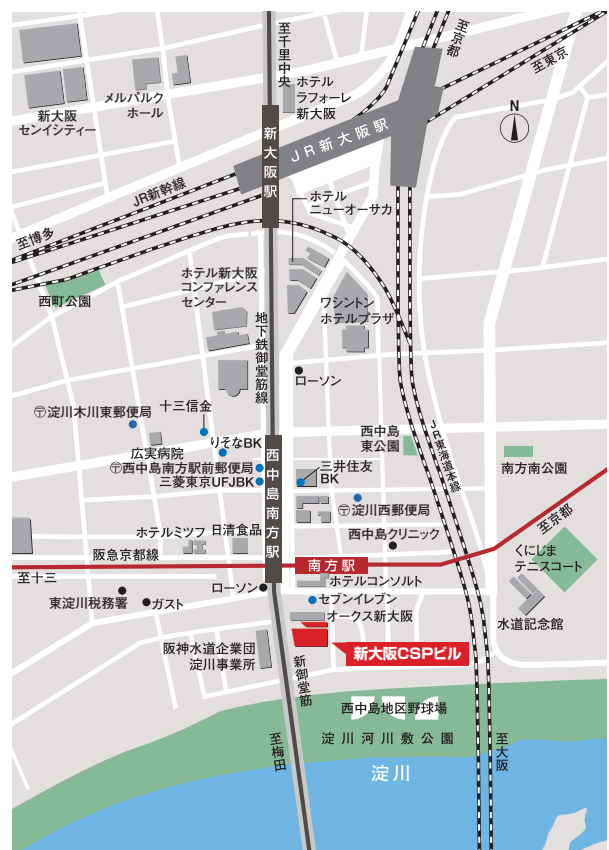 至千里中央
至京都
至東京
新大阪
センイシティー
メルパルク
ホール
ホテル
ラフォーレ
新大阪
N
新大阪駅
JR新大阪駅
JR新幹線
至博多
ホテル
ニューオーサカ
西町公園
ホテル新大阪
コンファレンス
センター
地下鉄御堂筋線
ワシントン
ホテルプラザ
ローソン
〒淀川木川東郵便局
十三信金
広実病院
りそなBK
〒西中島南方駅前郵便局
三菱東京UFJBK
西中島南方駅
三井住友
BK
西中島
東公園
JR東海道本線
南方南公園
〒淀川西郵便局
西中島クリニック
ホテルミツフ
日清食品
阪急京都線
至十三
南方駅
至京都
くにじま
テニスコート
水道記念館
東淀川税務署
ガスト
ローソン
ホテルコンソルト
セブンイレブン
オークス新大阪
新大阪CSPビル
阪神水道企業団
淀川事業所
新御堂筋
西中島地区野球場
淀川河川敷公園
至梅田
至大阪
淀川